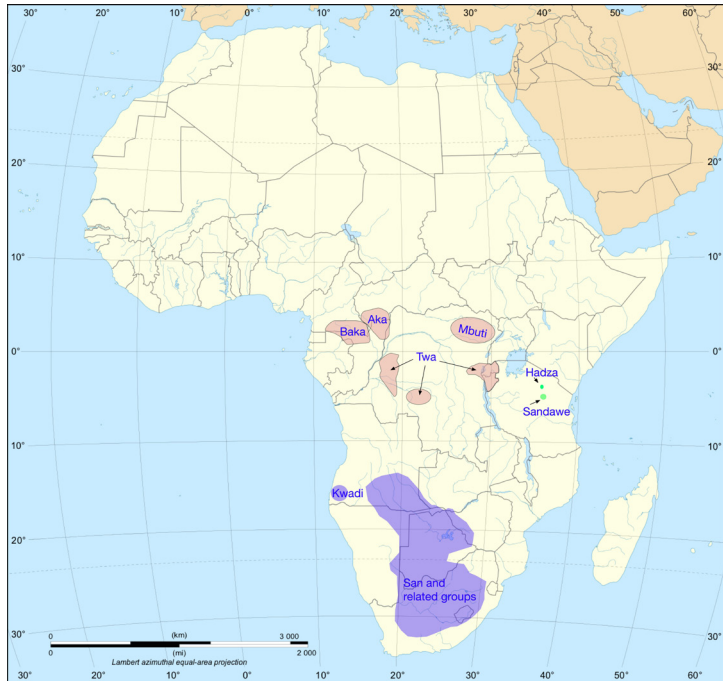 30° 20° 10° 0° 10° 20° 30° 40° 50° 60°
30° 30°
20° 20°
10° 10°
Aka
Baka
Mbuti
0° 0°
Twa
Hadza
Sandawe
10° 10°
Kwadi
20° 20°
San and
related groups
30° 30°
0 (km) 3 000
0 (mi) 2 000
Lambert azimuthal equal-area projection
30° 20° 10° 0° 10° 20° 30° 40° 50° 60°